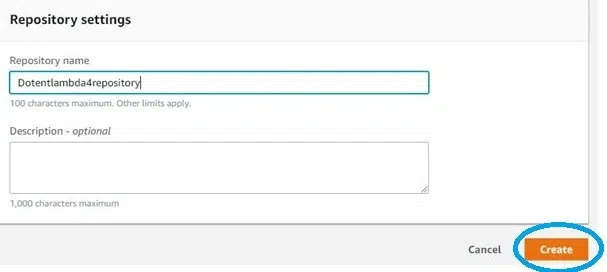 Repository settings
Repository name
Dotentlambda4repository
100 characters maximum. Other limits apply.
Description - optional
1,000 characters maximum
Cancel Create